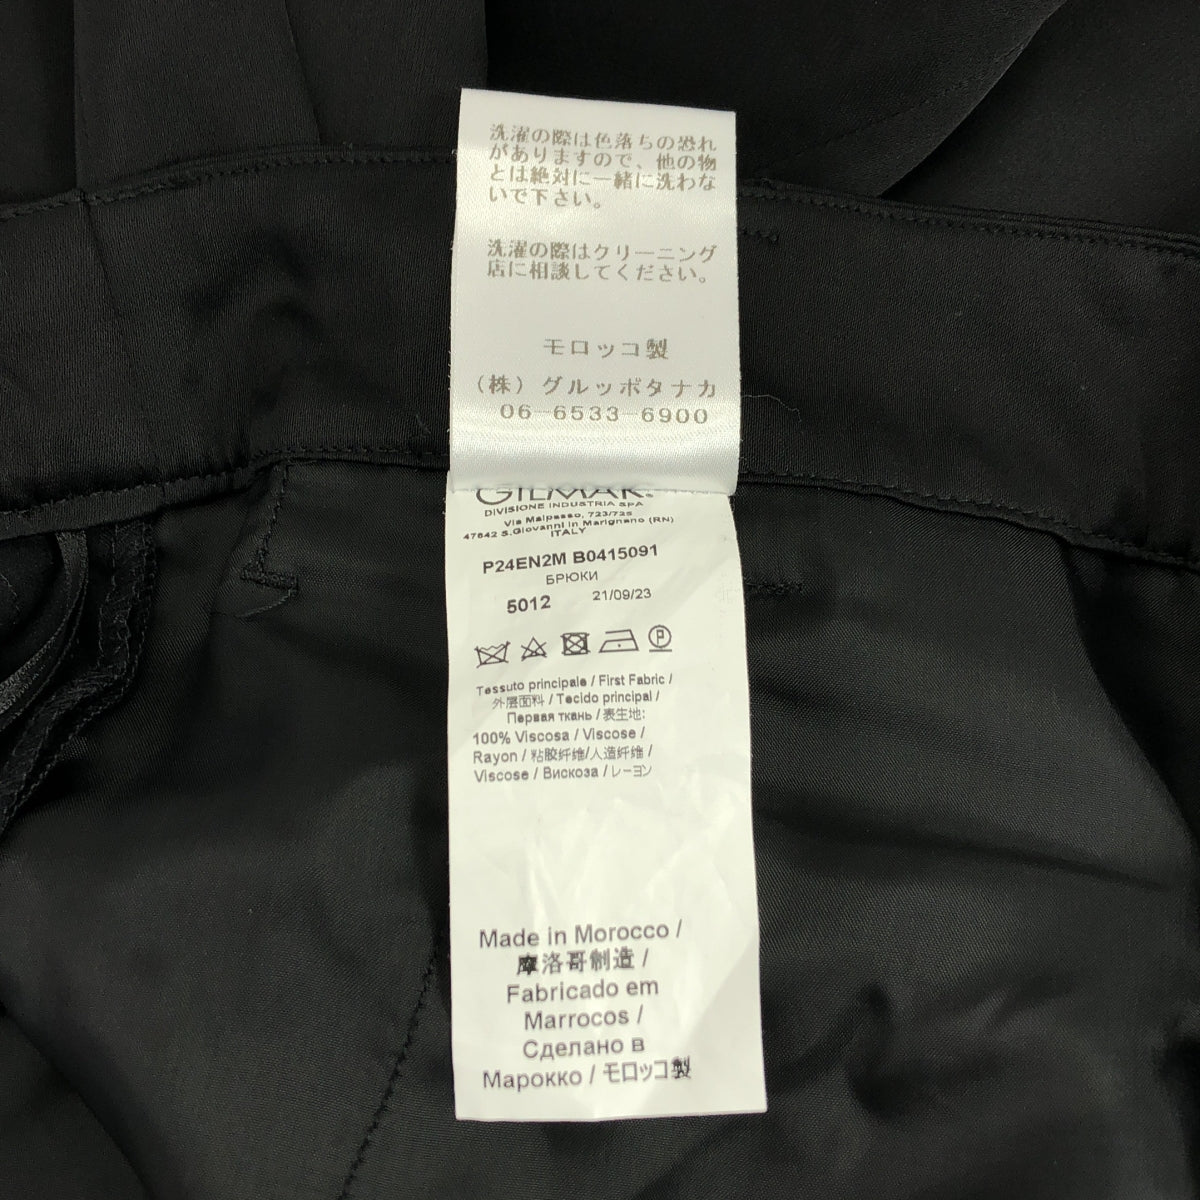 洗濯の際は色落ちの恐れ
がありますので、他の物
とは絶対に一緒に洗わな
いで下さい。
洗濯の際はクリーニング
店に相談してください。
モロッコ製
(株) グルッポタナカ
06-6533-6900
GILMAR®
DIVISIONE INDUSTRIA SPA
Via Malpasso, 723/725
47842 S.Giovanni in Marignano (RN)
ITALY
P24EN2M B0415091
БРЮКИ
5012 21/09/23
P
Tessuto principale / First Fabric /
外层面料 / Tecido principal /
Первая ткань / 表生地:
100% Viscosa / Viscose /
Rayon / 粘胶纤维/人造纤维 /
Viscose / Вискоза / レーヨン
Made in Morocco /
摩洛哥制造 /
Fabricado em
Marrocos /
Сделано в
Марокко / モロッコ製